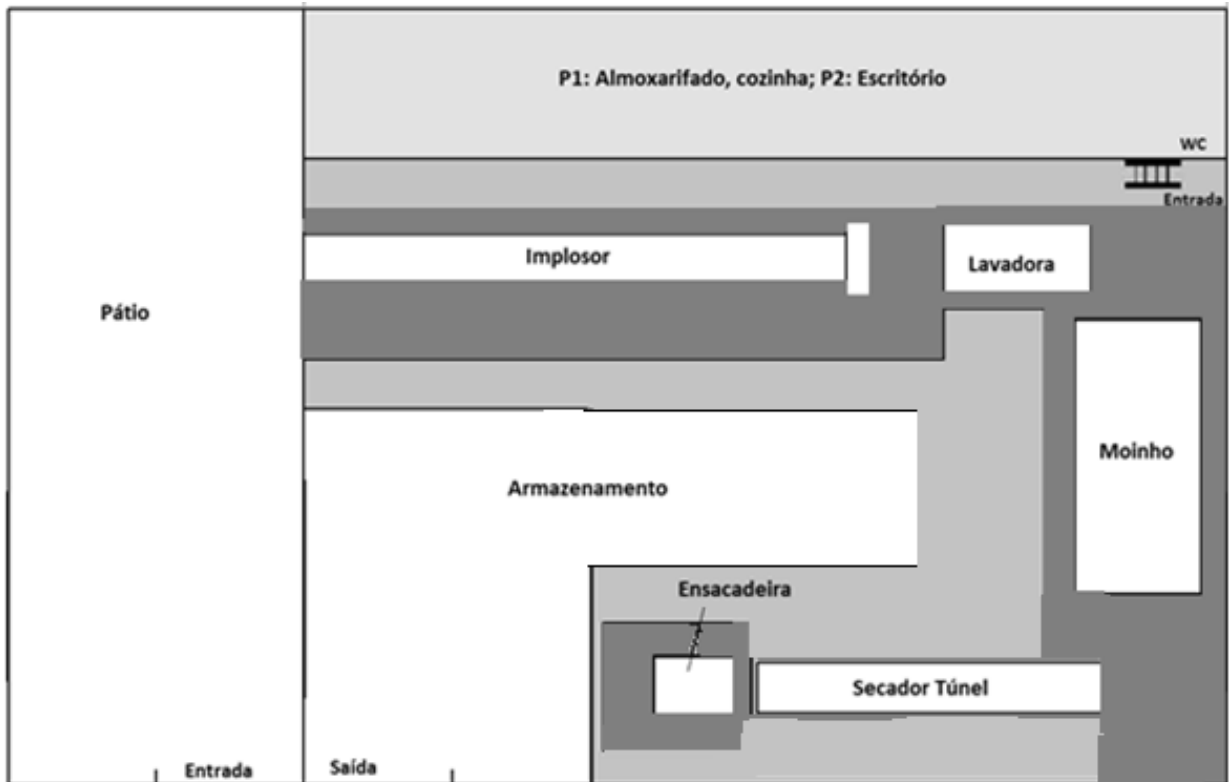 P1: Almoxarifado, cozinha; P2: Escritório
WC
Entrada
Implosor
Lavadora
Pátio
Moinho
Armazenamento
Ensacadeira
Secador Túnel
Entrada
Saída